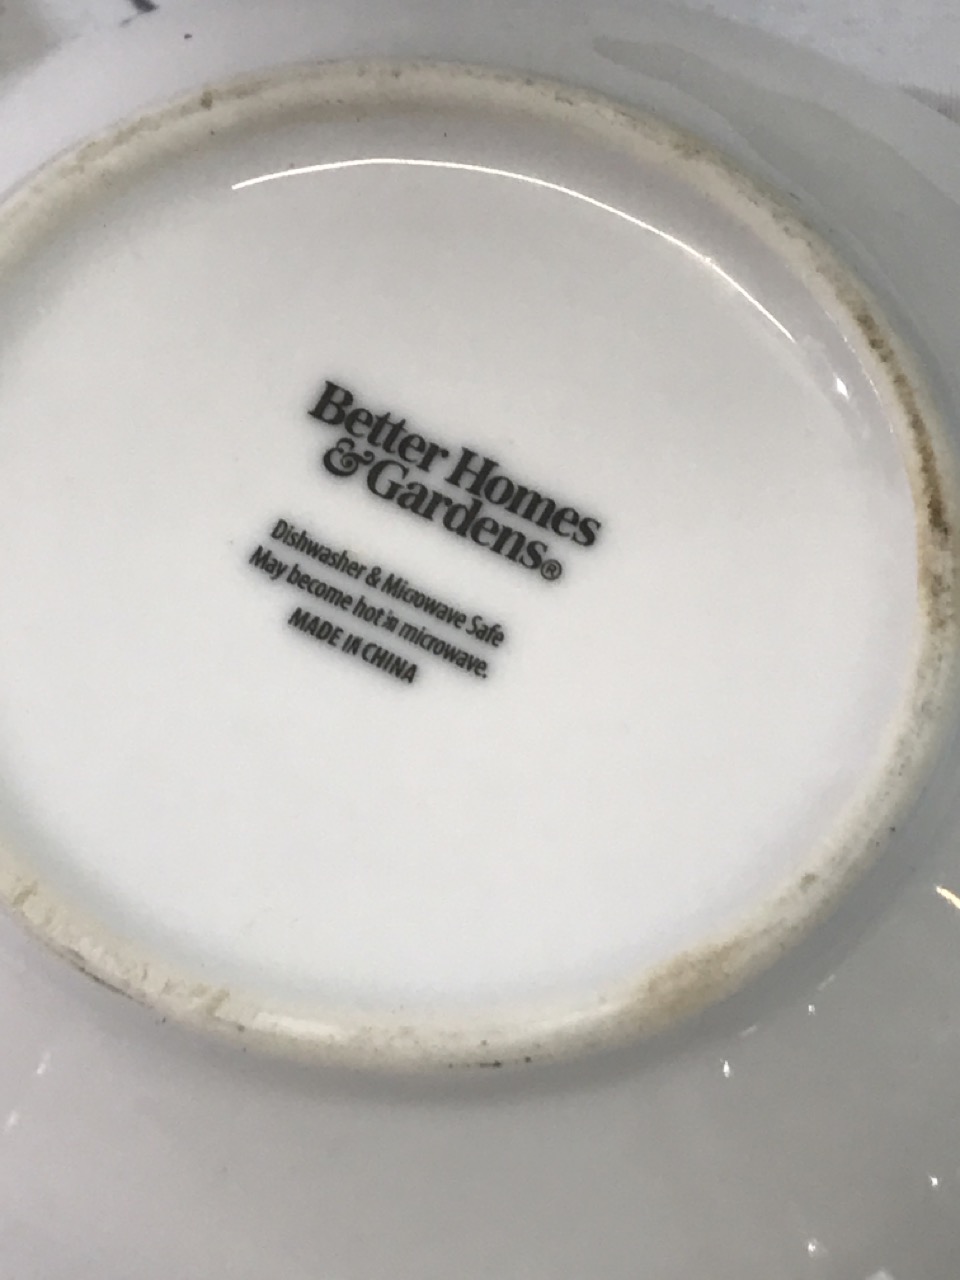 Better Homes
& Gardens®
Dishwasher & Microwave Safe
May become hot in microwave.
MADE IN CHINA